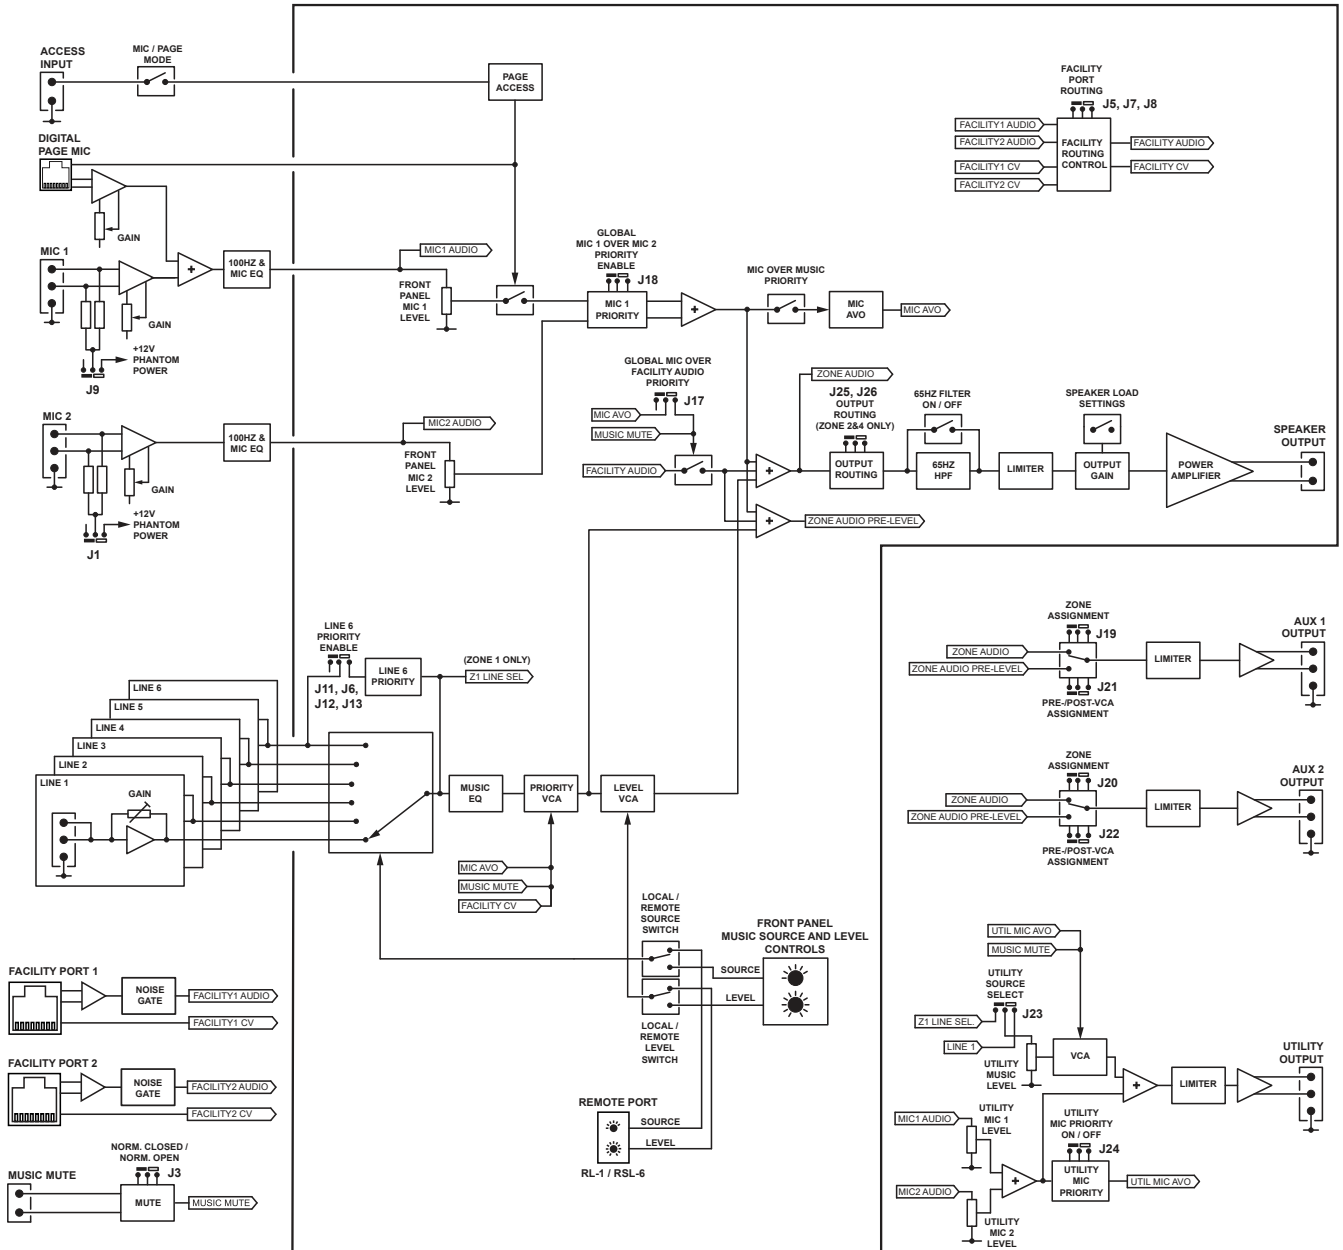 ACCESS
INPUT
MIC / PAGE
MODE
PAGE
ACCESS
FACILITY
PORT
ROUTING
J5, J7, J8
FACILITY1 AUDIO
FACILITY2 AUDIO
FACILITY1 CV
FACILITY2 CV
FACILITY
ROUTING
CONTROL
FACILITY AUDIO
FACILITY CV
DIGITAL
PAGE MIC
GAIN
MIC 1
GAIN
+12V
PHANTOM
POWER
J9
100HZ &
MIC EQ
MIC1 AUDIO
FRONT
PANEL
MIC 1
LEVEL
GLOBAL
MIC 1 OVER MIC 2
PRIORITY
ENABLE
J18
MIC 1
PRIORITY
MIC OVER MUSIC
PRIORITY
MIC
AVO
MIC AVO
MIC 2
GAIN
+12V
PHANTOM
POWER
J1
100HZ &
MIC EQ
MIC2 AUDIO
FRONT
PANEL
MIC 2
LEVEL
GLOBAL MIC OVER
FACILITY AUDIO
PRIORITY
J17
MIC AVO
MUSIC MUTE
FACILITY AUDIO
ZONE AUDIO
J25, J26
OUTPUT
ROUTING
(ZONE 2&4 ONLY)
OUTPUT
ROUTING
65HZ FILTER
ON / OFF
65HZ
HPF
LIMITER
SPEAKER LOAD
SETTINGS
OUTPUT
GAIN
POWER
AMPLIFIER
SPEAKER
OUTPUT
ZONE AUDIO PRE-LEVEL
LINE 6
PRIORITY
ENABLE
J11, J6,
J12, J13
LINE 6
PRIORITY
(ZONE 1 ONLY)
Z1 LINE SEL
LINE 6
LINE 5
LINE 4
LINE 3
LINE 2
LINE 1
GAIN
MUSIC
EQ
PRIORITY
VCA
LEVEL
VCA
MIC AVO
MUSIC MUTE
FACILITY CV
LOCAL /
REMOTE
SOURCE
SWITCH
FRONT PANEL
MUSIC SOURCE AND LEVEL
CONTROLS
SOURCE
LEVEL
LOCAL /
REMOTE
LEVEL
SWITCH
REMOTE PORT
SOURCE
LEVEL
RL-1 / RSL-6
ZONE
ASSIGNMENT
J19
ZONE AUDIO
ZONE AUDIO PRE-LEVEL
J21
PRE-/POST-VCA
ASSIGNMENT
LIMITER
AUX 1
OUTPUT
ZONE
ASSIGNMENT
J20
ZONE AUDIO
ZONE AUDIO PRE-LEVEL
J22
PRE-/POST-VCA
ASSIGNMENT
LIMITER
AUX 2
OUTPUT
FACILITY PORT 1
NOISE
GATE
FACILITY1 AUDIO
FACILITY1 CV
FACILITY PORT 2
NOISE
GATE
FACILITY2 AUDIO
FACILITY2 CV
MUSIC MUTE
NORM. CLOSED /
NORM. OPEN
J3
MUTE
MUSIC MUTE
UTIL MIC AVO
MUSIC MUTE
UTILITY
SOURCE
SELECT
J23
Z1 LINE SEL.
LINE 1
UTILITY
MUSIC
LEVEL
VCA
LIMITER
UTILITY
OUTPUT
MIC1 AUDIO
UTILITY
MIC 1
LEVEL
UTILITY
MIC PRIORITY
ON / OFF
J24
UTILITY
MIC
PRIORITY
UTIL MIC AVO
MIC2 AUDIO
UTILITY
MIC 2
LEVEL